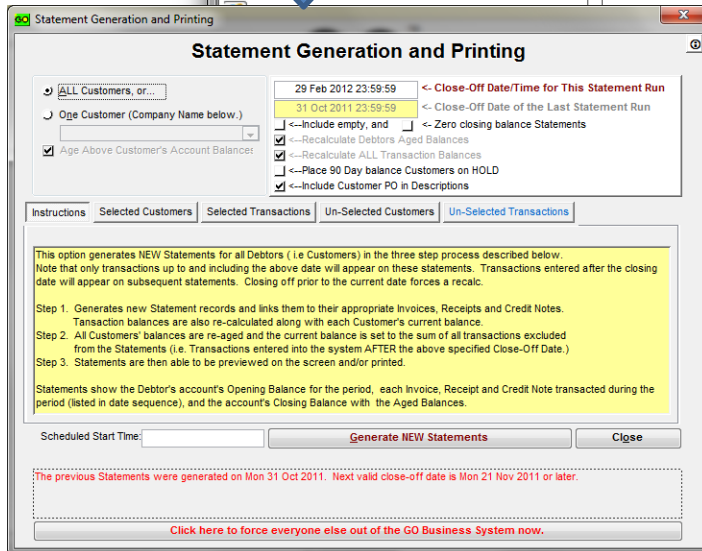 GO Statement Generation and Printing
Statement Generation and Printing
ALL Customers, or...
One Customer (Company Name below.)
Age Above Customer's Account Balances
29 Feb 2012 23:59:59 <- Close-Off Date/Time for This Statement Run
31 Oct 2011 23:59:59 <- Close-Off Date of the Last Statement Run
<--Include empty, and <- Zero closing balance Statements
<--Recalculate Debtors Aged Balances
<--Recalculate ALL Transaction Balances
<--Place 90 Day balance Customers on HOLD
<--Include Customer PO in Descriptions
Instructions Selected Customers Selected Transactions Un-Selected Customers Un-Selected Transactions
This option generates NEW Statements for all Debtors ( i.e Customers) in the three step process described below.
Note that only transactions up to and including the above date will appear on these statements. Transactions entered after the closing
date will appear on subsequent statements. Closing off prior to the current date forces a recalc.
Step 1. Generates new Statement records and links them to their appropriate Invoices, Receipts and Credit Notes.
Tansaction balances are also re-calculated along with each Customer's current balance.
Step 2. All Customers' balances are re-aged and the current balance is set to the sum of all transactions excluded
from the Statements (i.e. Transactions entered into the system AFTER the above specified Close-Off Date.)
Step 3. Statements are then able to be previewed on the screen and/or printed.
Statements show the Debtor's account's Opening Balance for the period, each Invoice, Receipt and Credit Note transacted during the
period (listed in date sequence), and the account's Closing Balance with the Aged Balances.
Scheduled Start TIme: Generate NEW Statements Close
The previous Statements were generated on Mon 31 Oct 2011. Next valid close-off date is Mon 21 Nov 2011 or later.
Click here to force everyone else out of the GO Business System now.